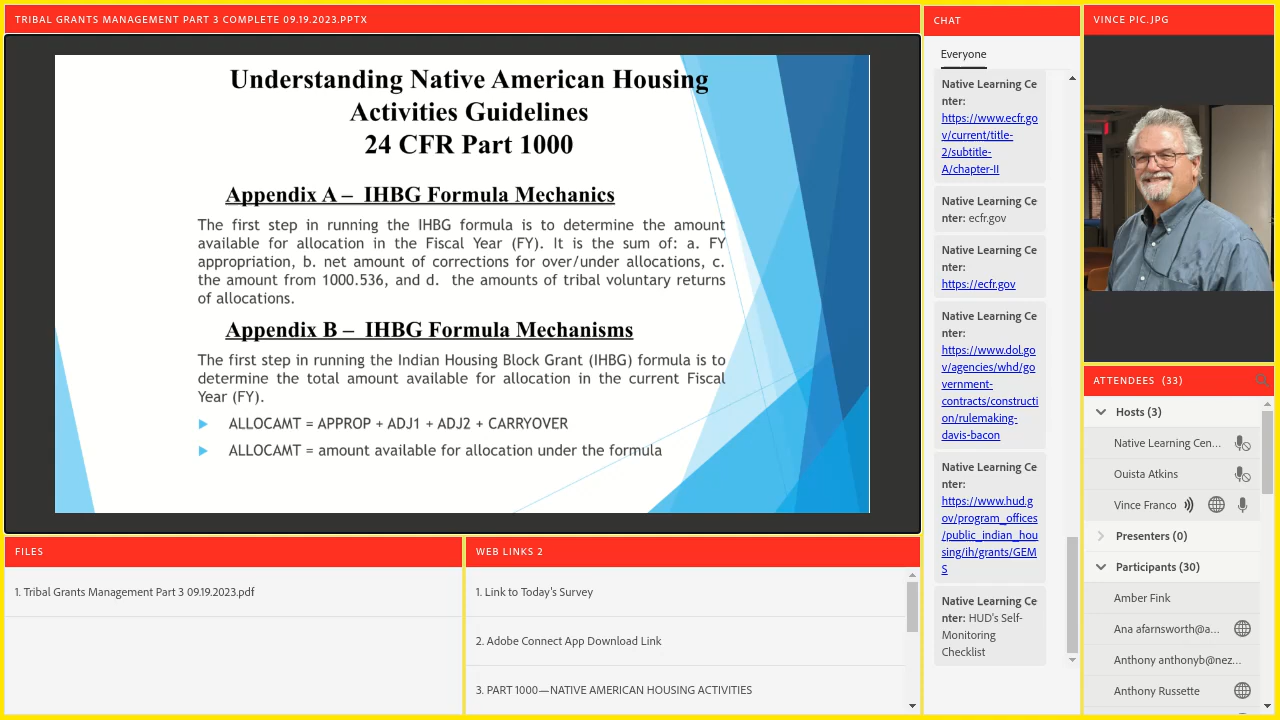 TRIBAL GRANTS MANAGEMENT PART 3 COMPLETE 09.19.2023.PPTX
Understanding Native American Housing
Activities Guidelines
24 CFR Part 1000
Appendix A – IHBG Formula Mechanics
The first step in running the IHBG formula is to determine the amount
available for allocation in the Fiscal Year (FY). It is the sum of: a. FY
appropriation, b. net amount of corrections for over/under allocations, c.
the amount from 1000.536, and d. the amounts of tribal voluntary returns
of allocations.
Appendix B – IHBG Formula Mechanisms
The first step in running the Indian Housing Block Grant (IHBG) formula is to
determine the total amount available for allocation in the current Fiscal
Year (FY).
ALLOCAMT = APPROP + ADJ1 + ADJ2 + CARRYOVER
ALLOCAMT = amount available for allocation under the formula
FILES
1. Tribal Grants Management Part 3 09.19.2023.pdf
WEB LINKS 2
1. Link to Today's Survey
2. Adobe Connect App Download Link
3. PART 1000—NATIVE AMERICAN HOUSING ACTIVITIES
CHAT
Everyone
Native Learning Ce
nter:
https://www.ecfr.go
v/current/title-
2/subtitle-
A/chapter-II
Native Learning Ce
nter: ecfr.gov
Native Learning Ce
nter:
https://ecfr.gov
Native Learning Ce
nter:
https://www.dol.go
v/agencies/whd/go
vernment-
contracts/constructi
on/rulemaking-
davis-bacon
Native Learning Ce
nter:
https://www.hud.g
ov/program_offices
/public_indian_hou
sing/ih/grants/GEM
S
Native Learning Ce
nter: HUD's Self-
Monitoring
Checklist
VINCE PIC.JPG
ATTENDEES (33)
Hosts (3)
Native Learning Cen...
Ouista Atkins
Vince Franco
Presenters (0)
Participants (30)
Amber Fink
Ana afarnsworth@a...
Anthony anthonyb@nez...
Anthony Russette